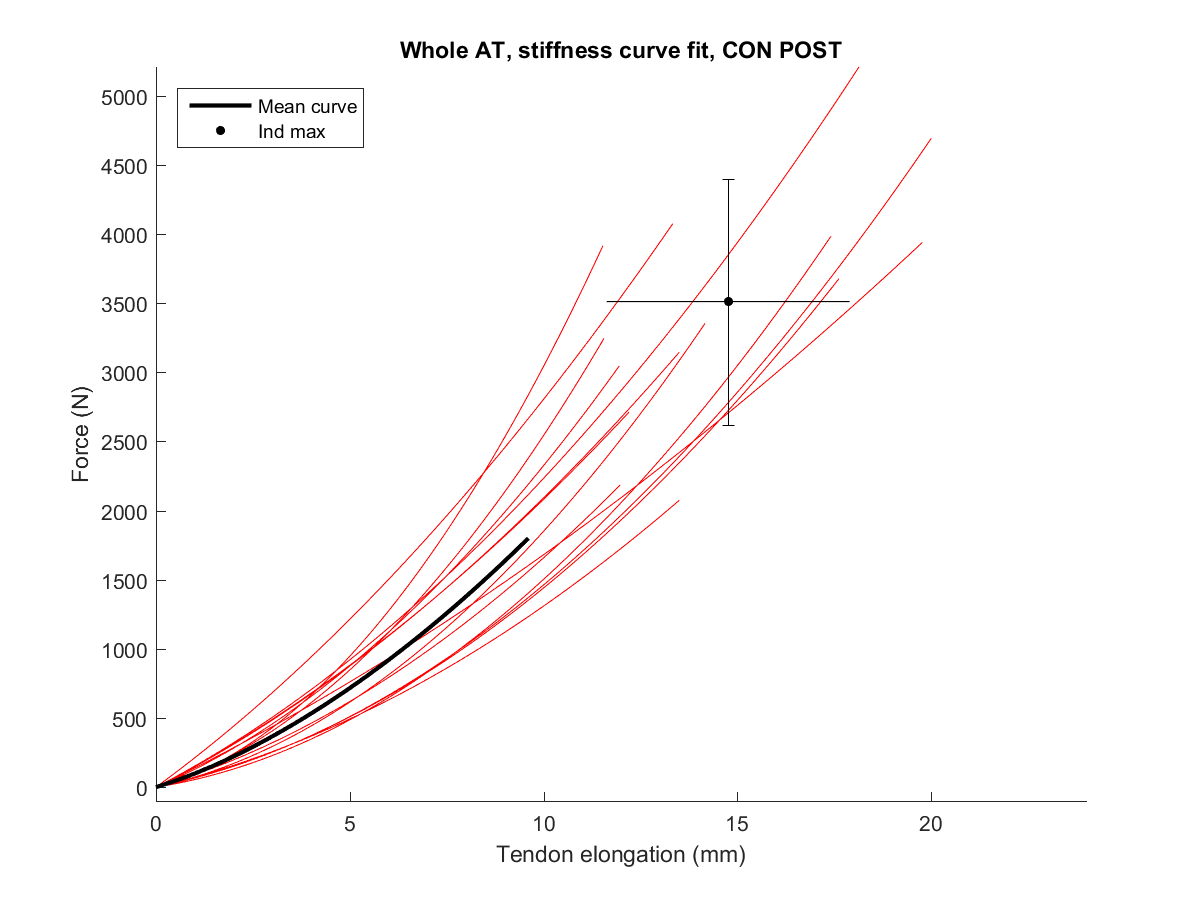 Whole AT, stiffness curve fit, CON POST
Mean curve
Ind max
5000
4500
4000
3500
3000
2500
2000
1500
1000
500
0
Force (N)
0 5 10 15 20
Tendon elongation (mm)